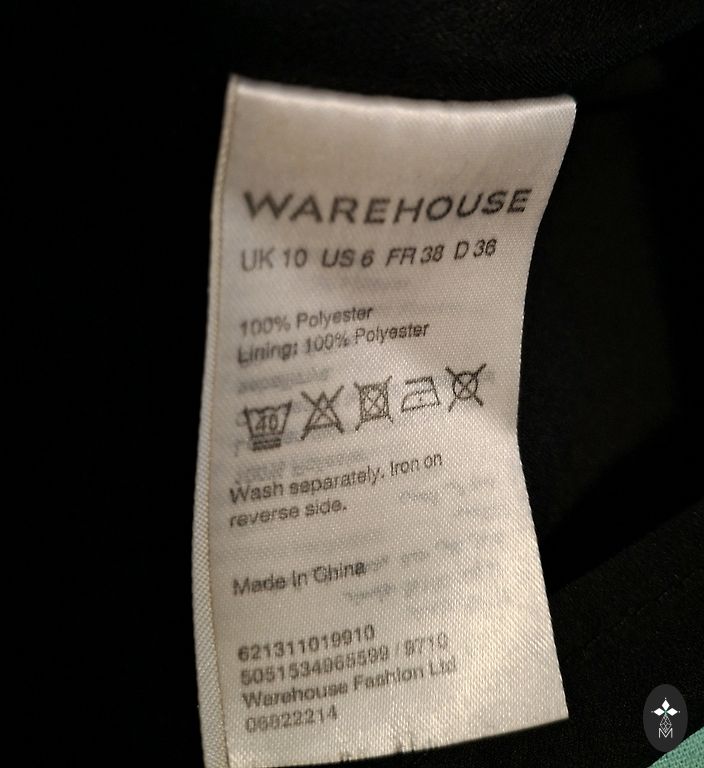 WAREHOUSE
UK 10 US 6 FR 38 D 36
100% Polyester
Lining: 100% Polyester
40
Wash separately. Iron on
reverse side.
Made in China
621311019910
5051534965599 / 9710
Warehouse Fashion Ltd
06822214
M